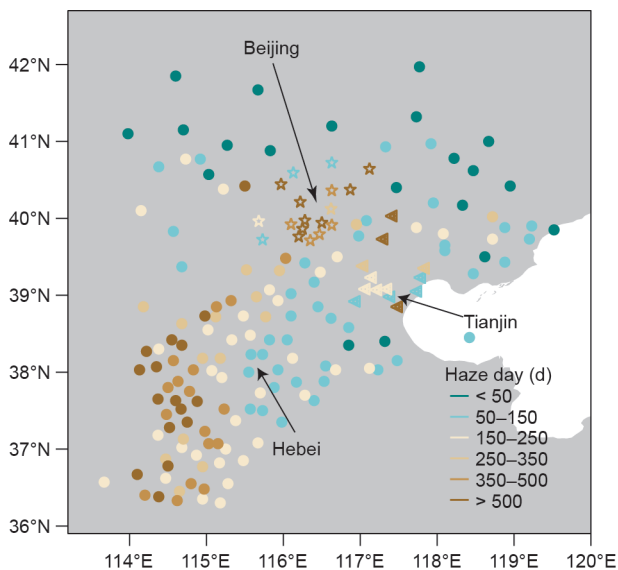 Beijing
42°N
41°N
40°N
39°N
38°N
37°N
36°N
Tianjin
Hebei
Haze day (d)
< 50
50–150
150–250
250–350
350–500
> 500
114°E 115°E 116°E 117°E 118°E 119°E 120°E